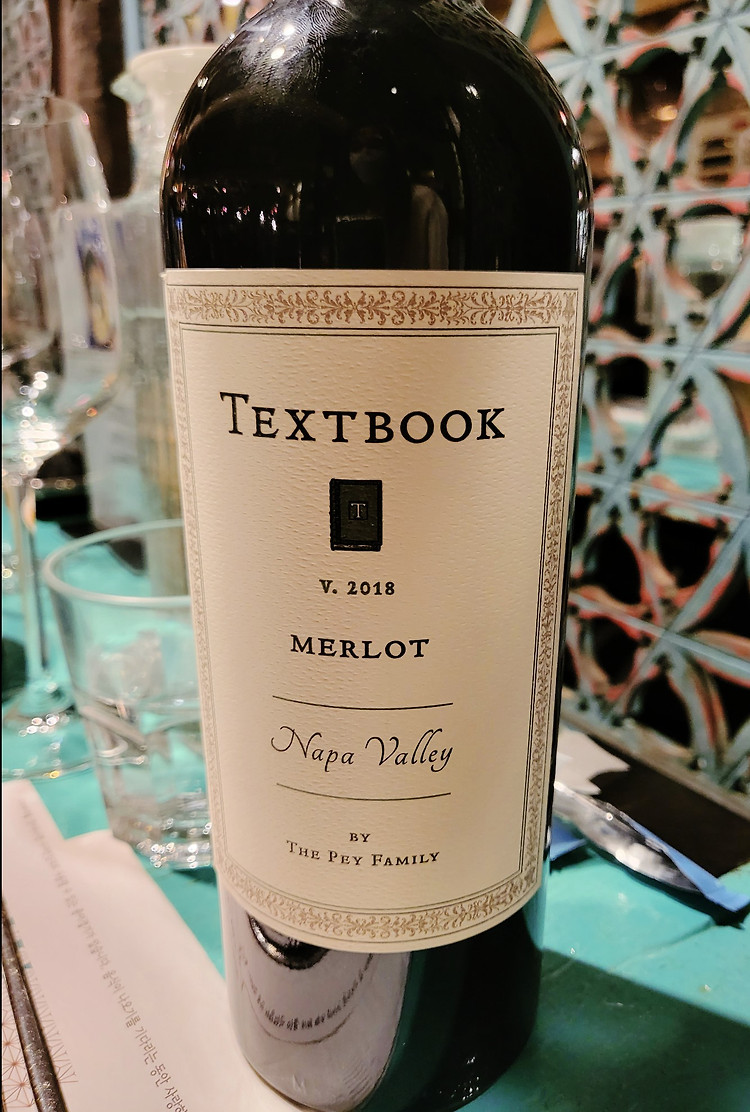 TEXTBOOK
T
V. 2018
MERLOT
Napa Valley
BY
THE PEY FAMILY